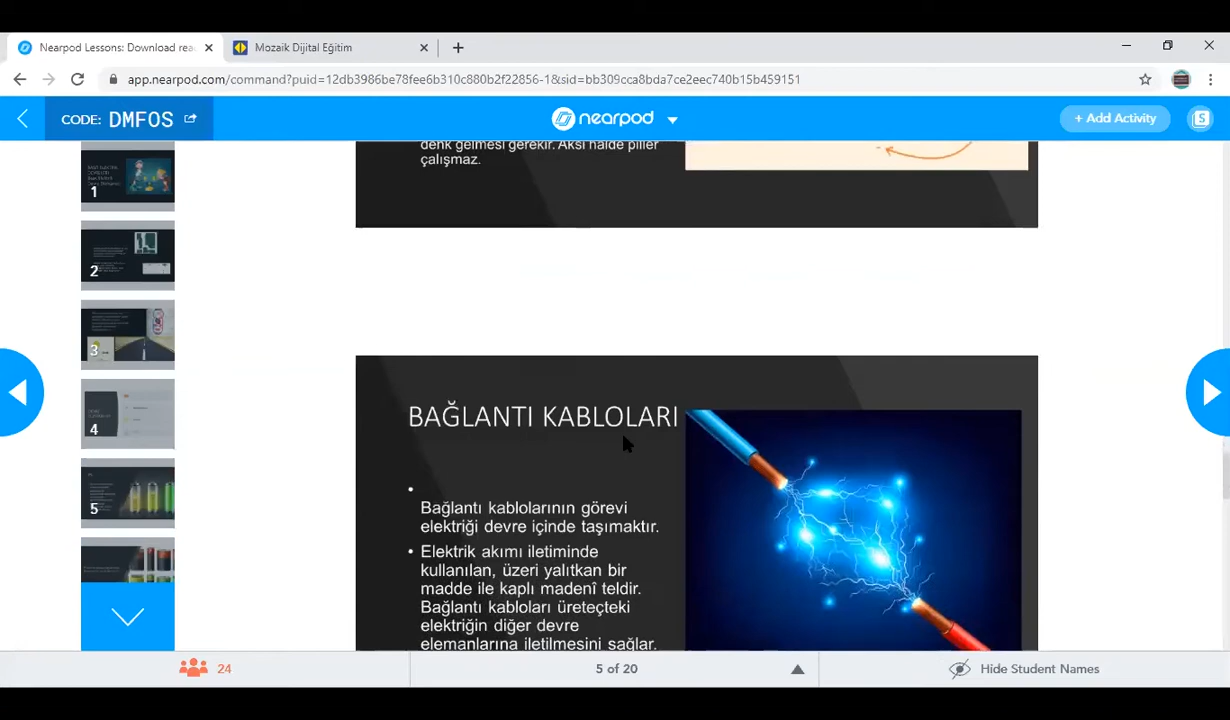 Nearpod Lessons: Download rea
Mozaik Dijital Eğitim
app.nearpod.com/command?puid=12db3986be78fee6b310c880b2f22856-1&sid=bb309cca8bda7ce2eec740b15b459151
CODE: DMFOS
nearpod
+ Add Activity
S
denk gelmesi gerekir. Aksi halde piller
çalışmaz.
1
2
3
4
5
BAĞLANTI KABLOLARI
Bağlantı kablolarının görevi
elektriği devre içinde taşımaktır.
• Elektrik akımı iletiminde
kullanılan, üzeri yalıtkan bir
madde ile kaplı madenî teldir.
Bağlantı kabloları üreteçteki
elektriğin diğer devre
elemanlarına iletilmesini sağlar.
24
5 of 20
Hide Student Names